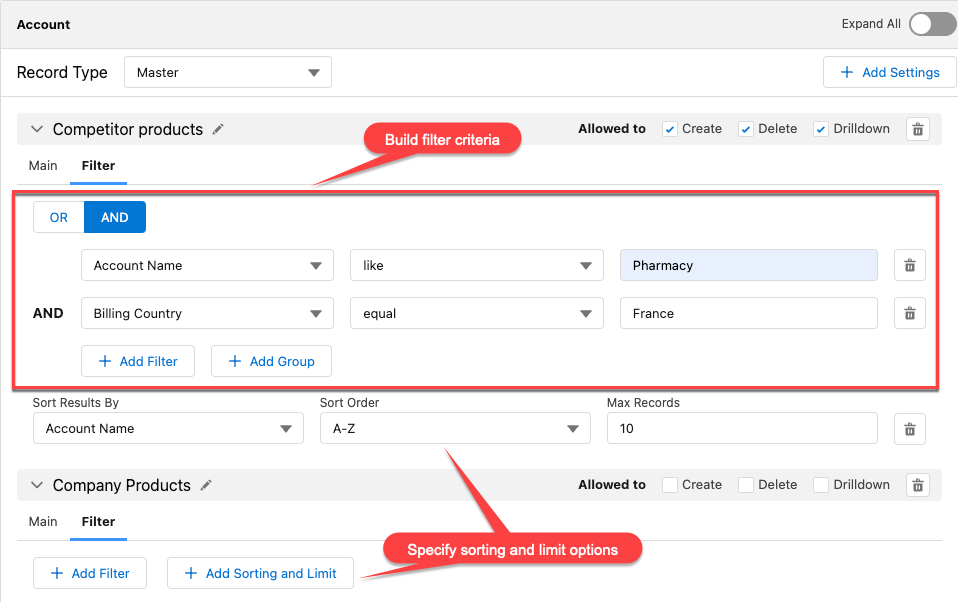 Account Expand All
Record Type Master Add Settings
Competitor products Allowed to Create Delete Drilldown
Build filter criteria
Main Filter
OR AND
Account Name like Pharmacy
AND Billing Country equal France
Add Filter Add Group
Sort Results By Sort Order Max Records
Account Name A-Z 10
Company Products Allowed to Create Delete Drilldown
Main Filter
Specify sorting and limit options
Add Filter Add Sorting and Limit